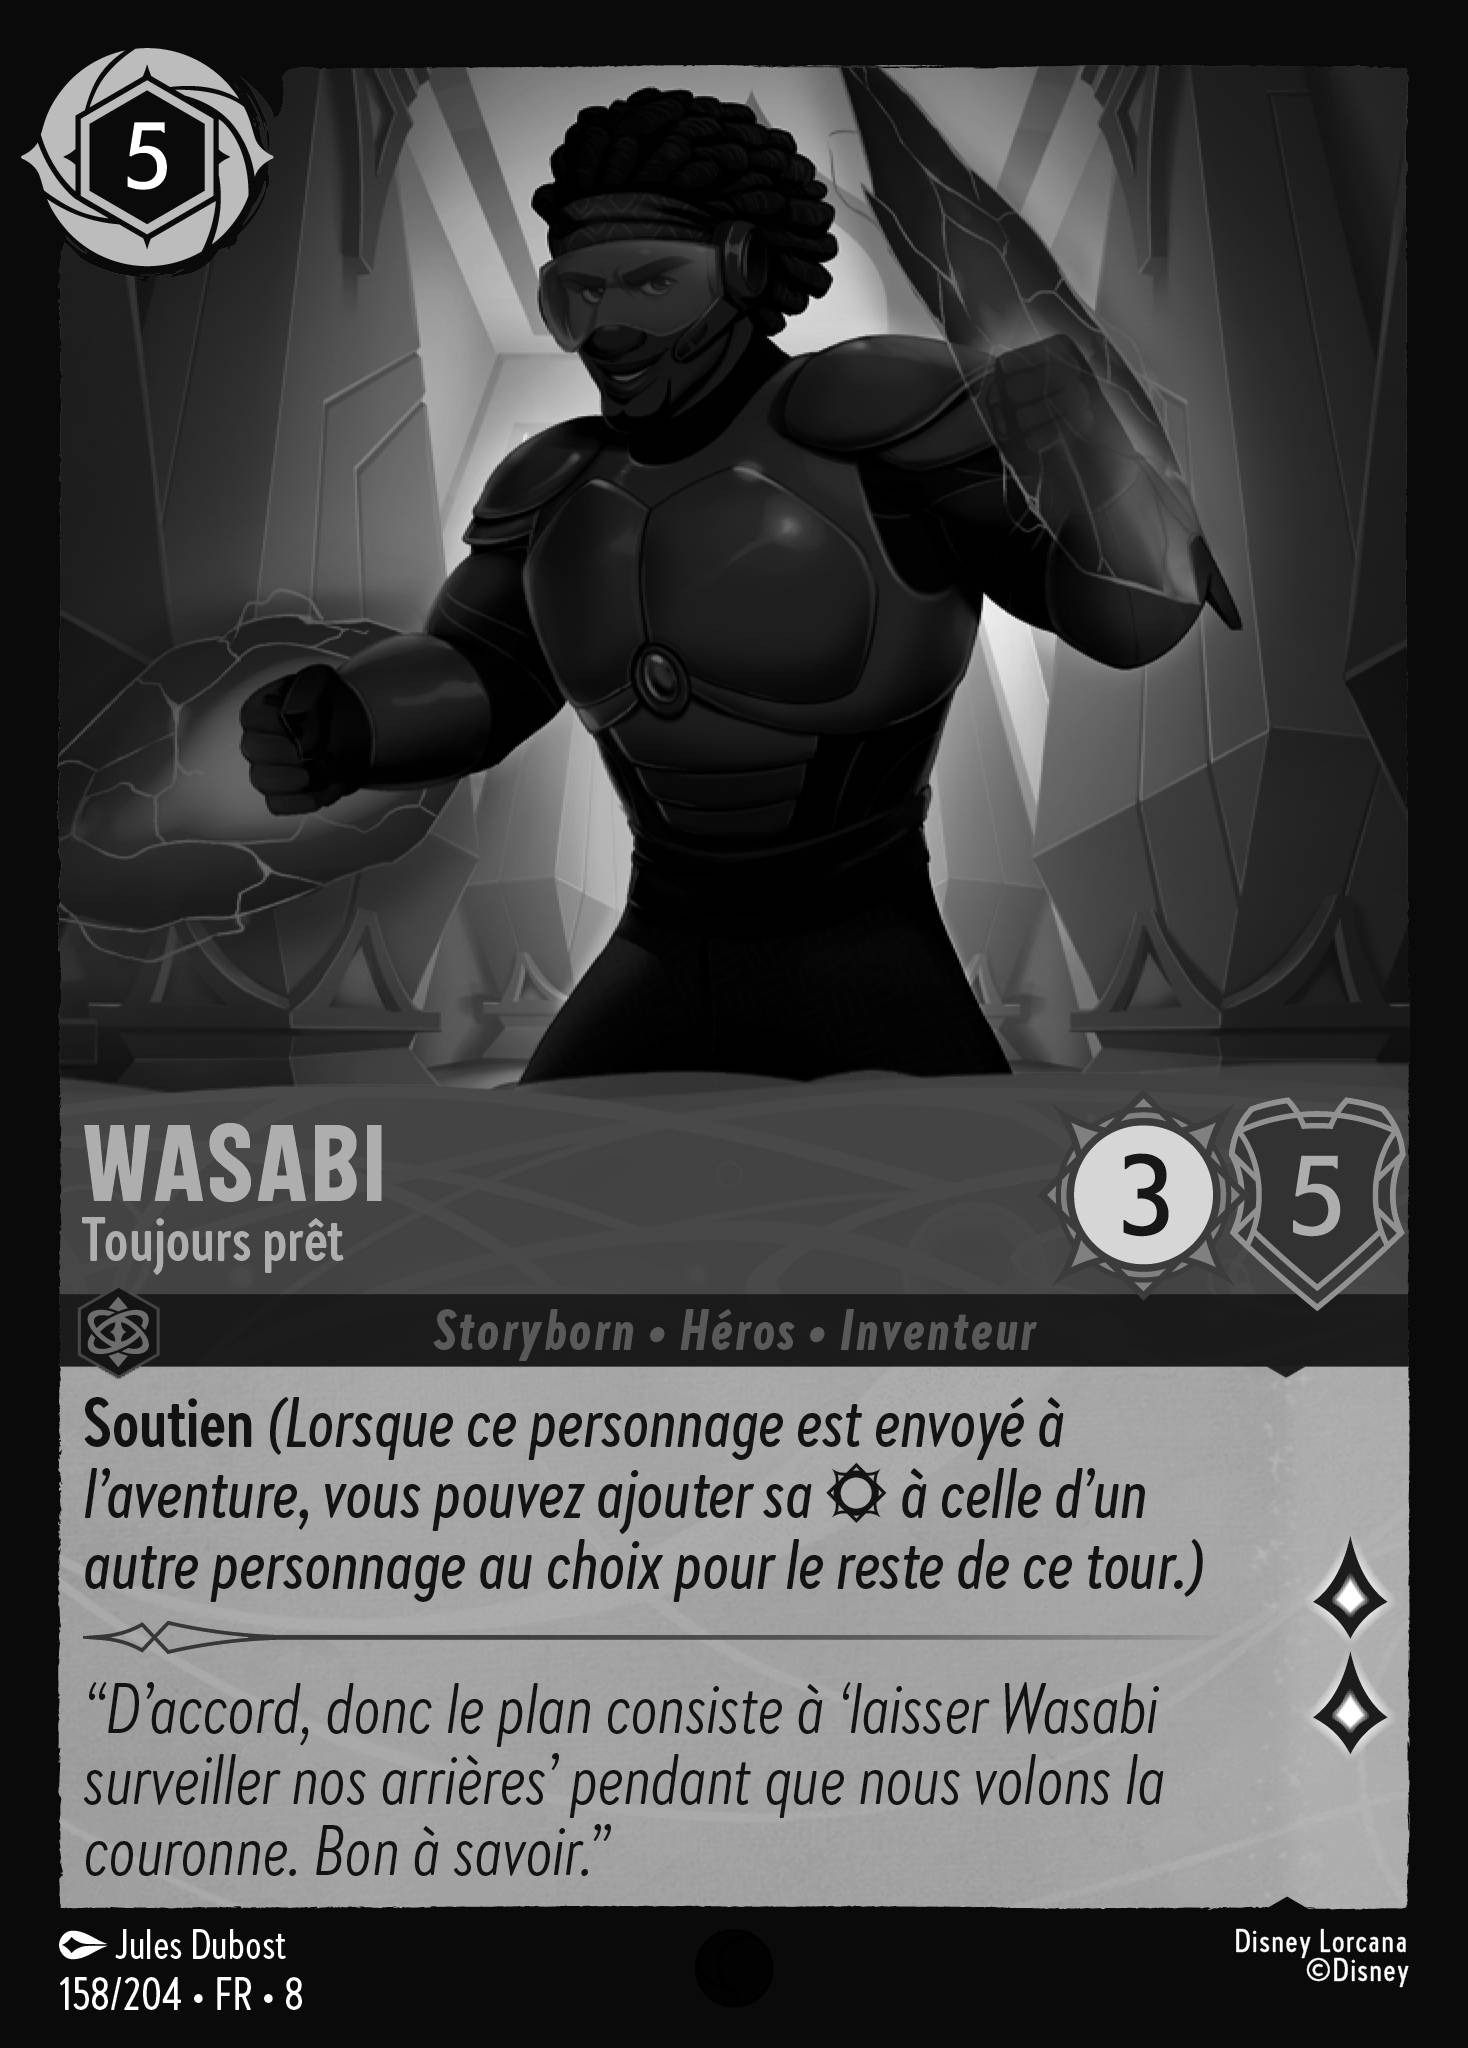 5
WASABI
Toujours prêt
3
5
Storyborn • Héros • Inventeur
Soutien (Lorsque ce personnage est envoyé à
l’aventure, vous pouvez ajouter sa à celle d’un
autre personnage au choix pour le reste de ce tour.)
“D’accord, donc le plan consiste à ‘laisser Wasabi
surveiller nos arrières’ pendant que nous volons la
couronne. Bon à savoir.”
Jules Dubost
158/204 • FR • 8
Disney Lorcana
©Disney